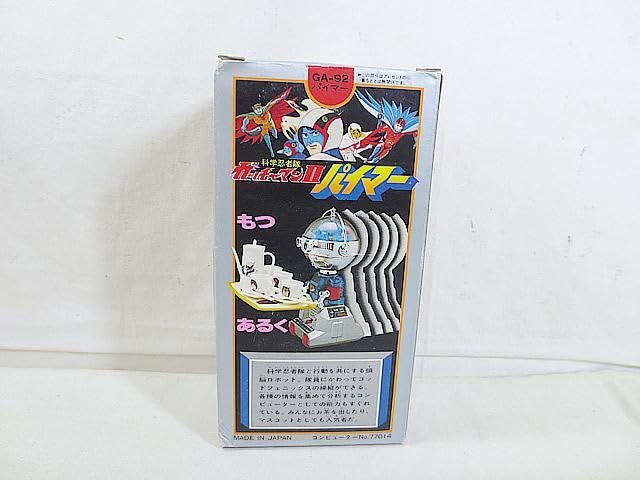 GA-92
パイマー
科学忍者隊
ガッチャマンII
パイマー
もつ
あるく
科学忍者隊と行動を共にする頭
脳ロボット。隊員にかわってゴッ
ドフェニックスの操縦ができる。
各種の情報を集めて分析するコン
ピューターとしての能力もすぐれ
ている。みんなにお茶を出したり、
マスコットとしても人気者だ。
MADE IN JAPAN
コンピューターNo.77014